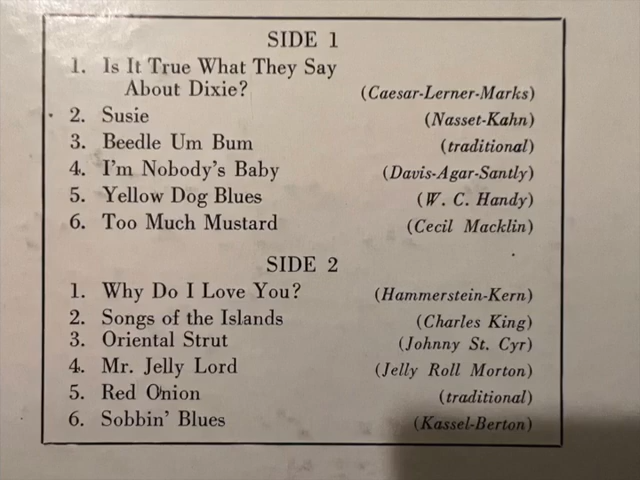 SIDE 1
1. Is It True What They Say
About Dixie? (Caesar-Lerner-Marks)
2. Susie (Nasset-Kahn)
3. Beedle Um Bum (traditional)
4. I'm Nobody's Baby (Davis-Agar-Santly)
5. Yellow Dog Blues (W. C. Handy)
6. Too Much Mustard (Cecil Macklin)
SIDE 2
1. Why Do I Love You? (Hammerstein-Kern)
2. Songs of the Islands (Charles King)
3. Oriental Strut (Johnny St. Cyr)
4. Mr. Jelly Lord (Jelly Roll Morton)
5. Red Onion (traditional)
6. Sobbin' Blues (Kassel-Berton)